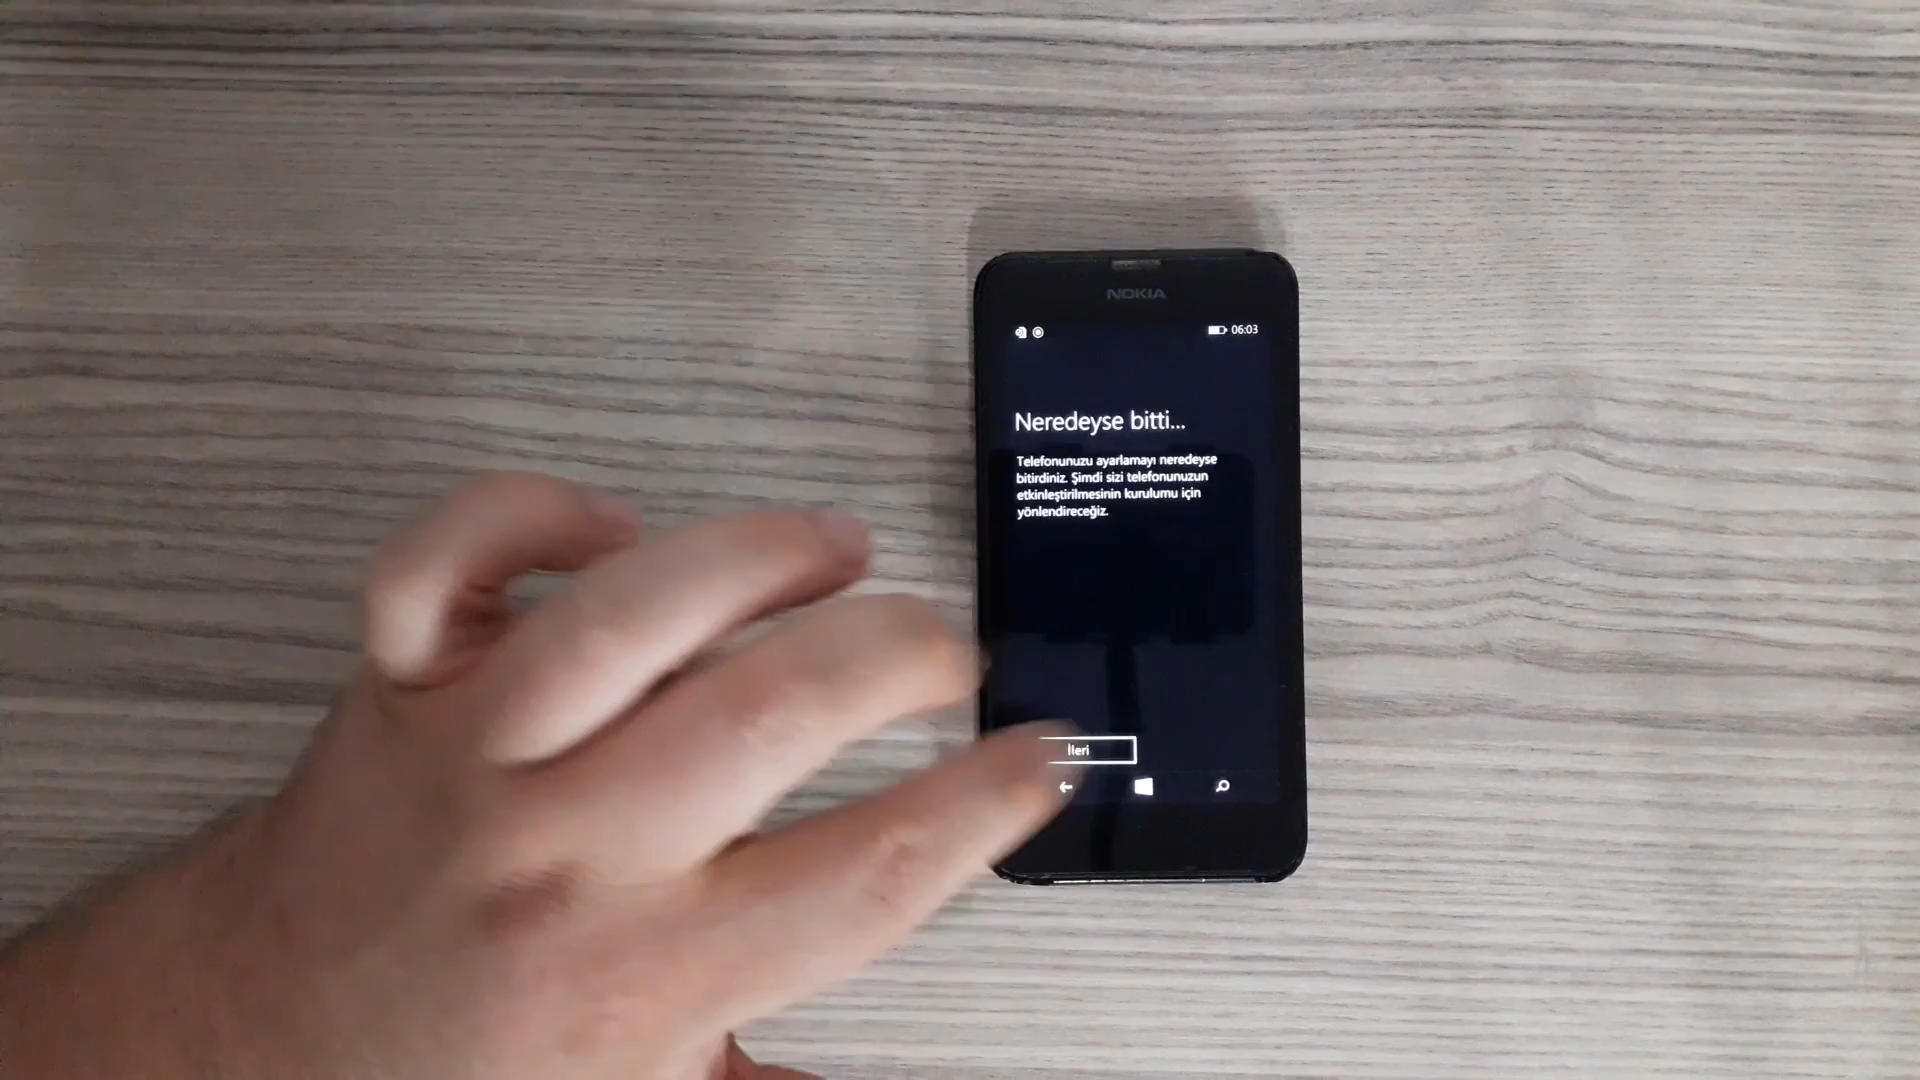 NOKIA
06:03
Neredeyse bitti...
Telefonunuzu ayarlamayı neredeyse
bitirdiniz. Şimdi sizi telefonunuzun
etkinleştirilmesinin kurulumu için
yönlendireceğiz.
İleri